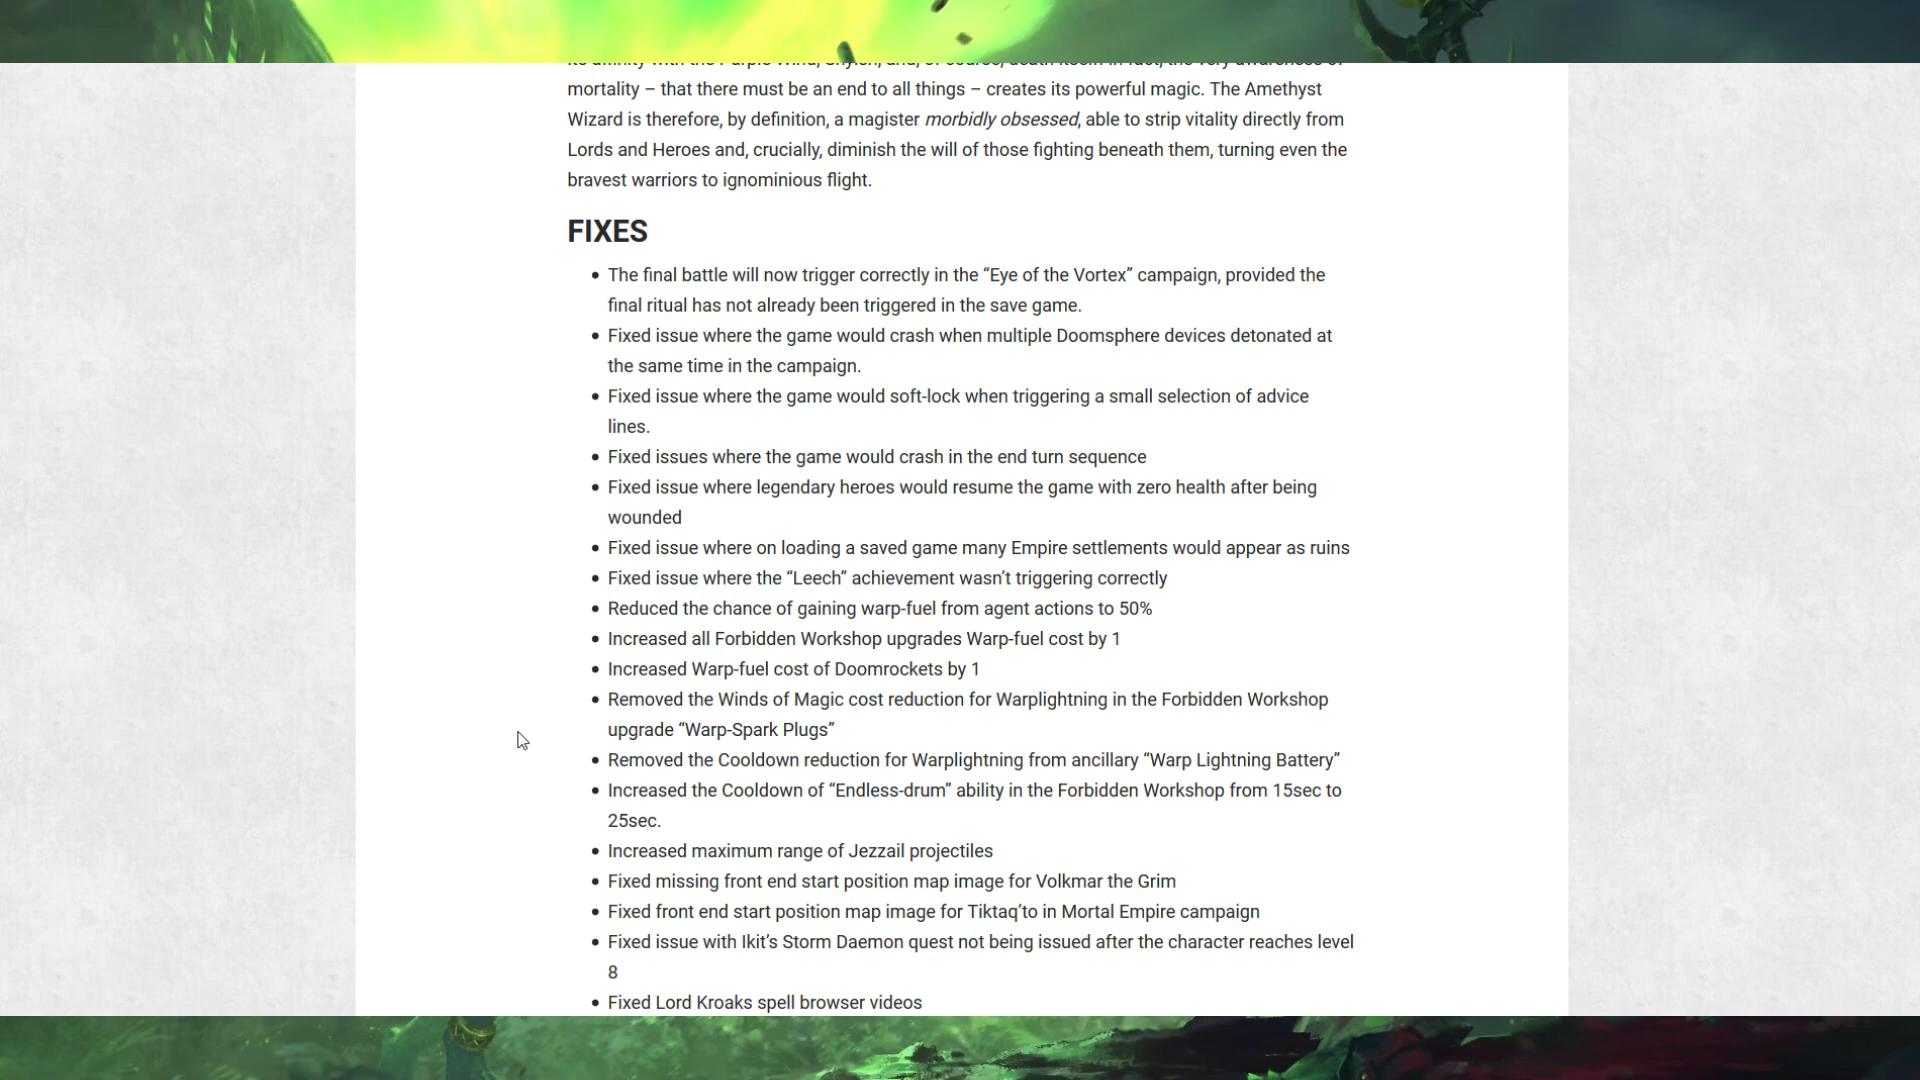 mortality – that there must be an end to all things – creates its powerful magic. The Amethyst
Wizard is therefore, by definition, a magister morbidly obsessed, able to strip vitality directly from
Lords and Heroes and, crucially, diminish the will of those fighting beneath them, turning even the
bravest warriors to ignominious flight.
FIXES
• The final battle will now trigger correctly in the “Eye of the Vortex” campaign, provided the
final ritual has not already been triggered in the save game.
• Fixed issue where the game would crash when multiple Doomsphere devices detonated at
the same time in the campaign.
• Fixed issue where the game would soft-lock when triggering a small selection of advice
lines.
• Fixed issues where the game would crash in the end turn sequence
• Fixed issue where legendary heroes would resume the game with zero health after being
wounded
• Fixed issue where on loading a saved game many Empire settlements would appear as ruins
• Fixed issue where the “Leech” achievement wasn’t triggering correctly
• Reduced the chance of gaining warp-fuel from agent actions to 50%
• Increased all Forbidden Workshop upgrades Warp-fuel cost by 1
• Increased Warp-fuel cost of Doomrockets by 1
• Removed the Winds of Magic cost reduction for Warplightning in the Forbidden Workshop
upgrade “Warp-Spark Plugs”
• Removed the Cooldown reduction for Warplightning from ancillary “Warp Lightning Battery”
• Increased the Cooldown of “Endless-drum” ability in the Forbidden Workshop from 15sec to
25sec.
• Increased maximum range of Jezzail projectiles
• Fixed missing front end start position map image for Volkmar the Grim
• Fixed front end start position map image for Tiktaq’to in Mortal Empire campaign
• Fixed issue with Ikit’s Storm Daemon quest not being issued after the character reaches level
8
• Fixed Lord Kroaks spell browser videos